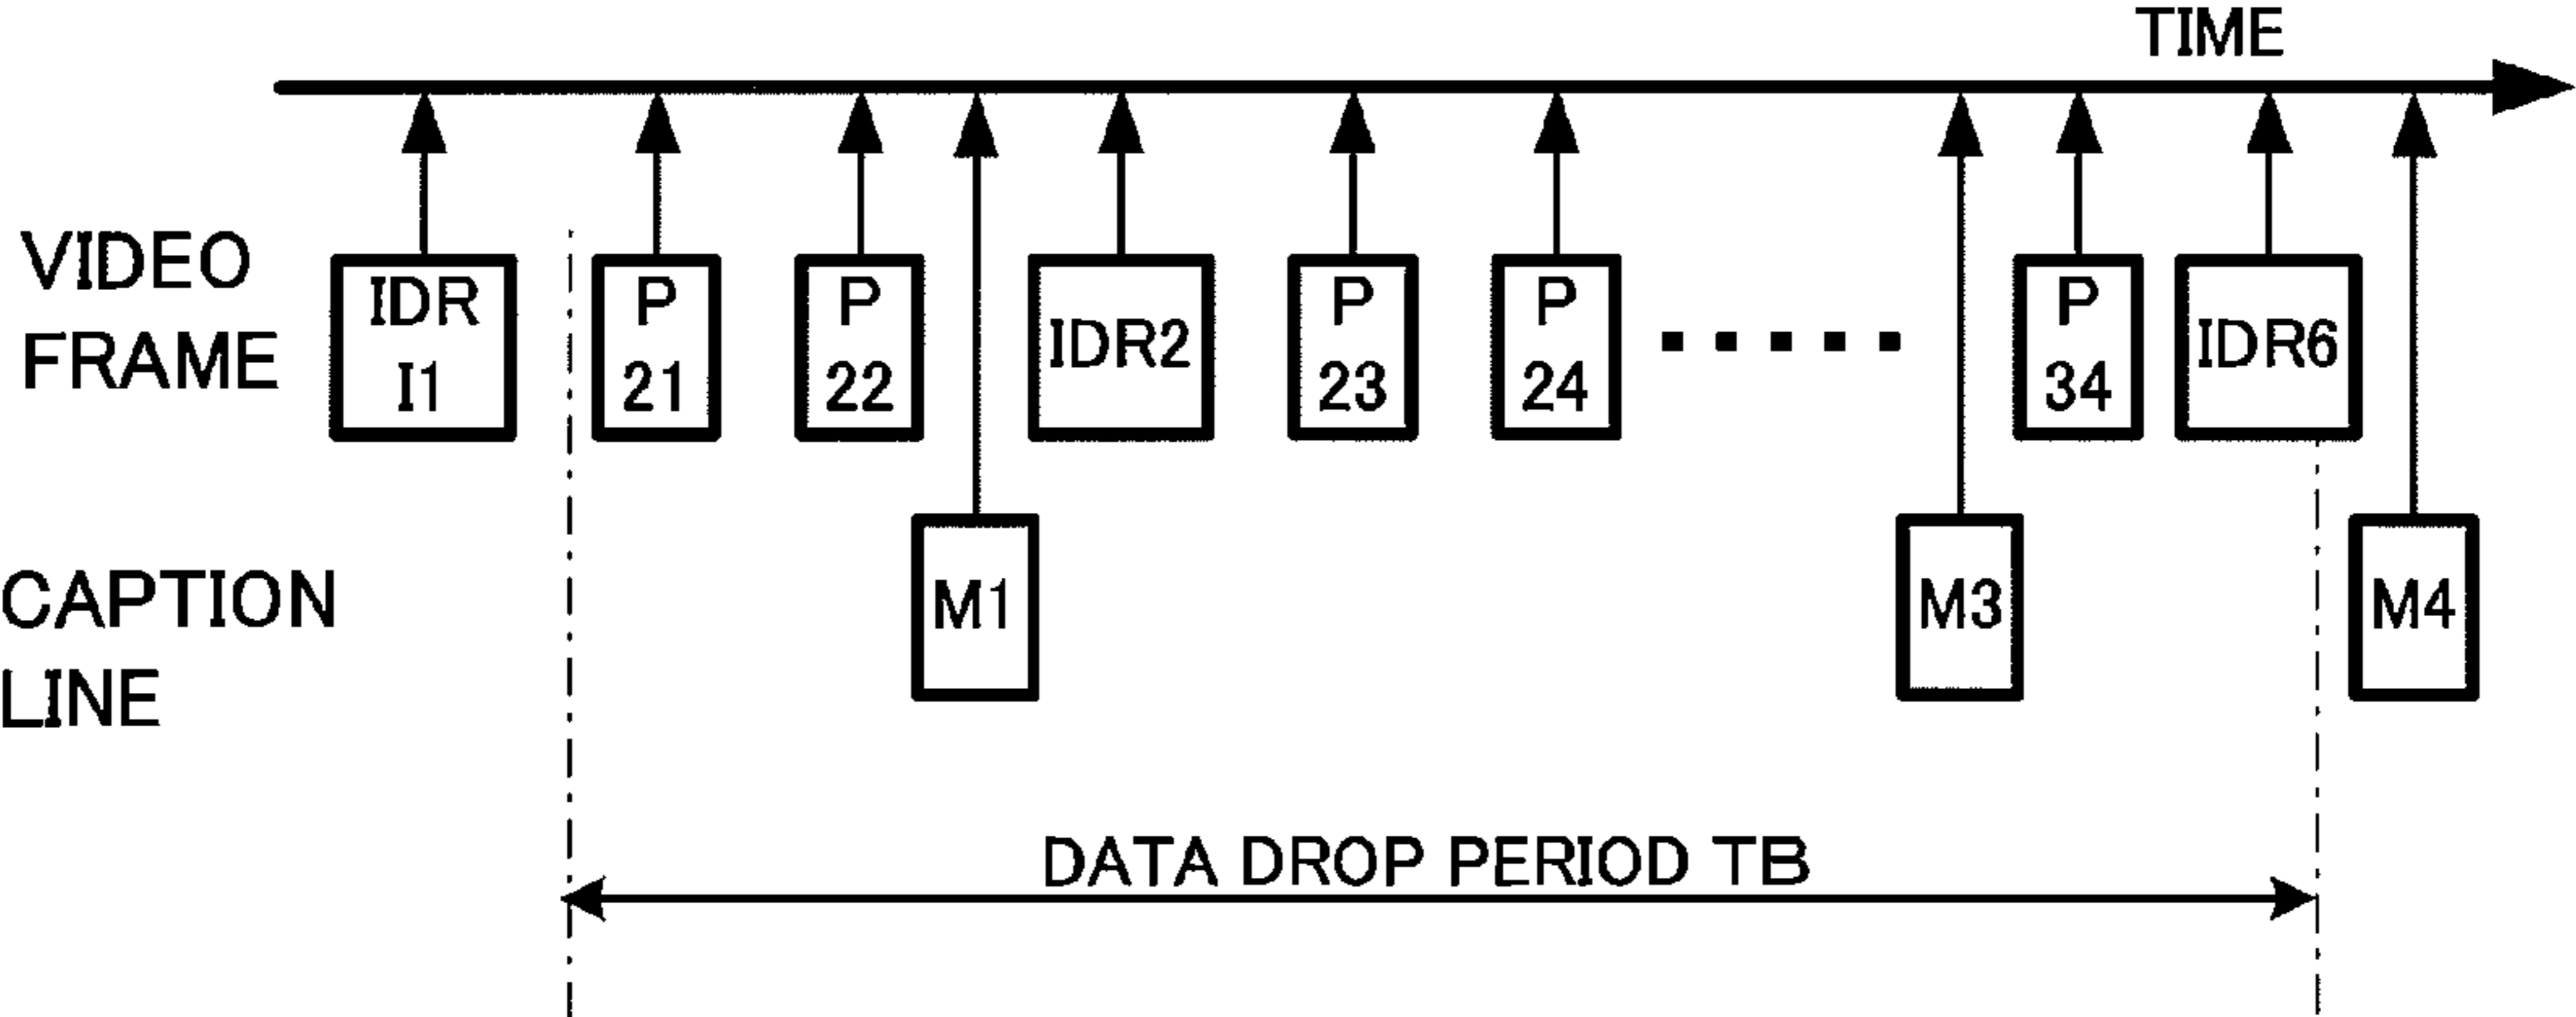 TIME
VIDEO
FRAME
IDR
I1
P
21
P
22
IDR2
P
23
P
24
P
34
IDR6
CAPTION
LINE
M1
M3
M4
DATA DROP PERIOD TB